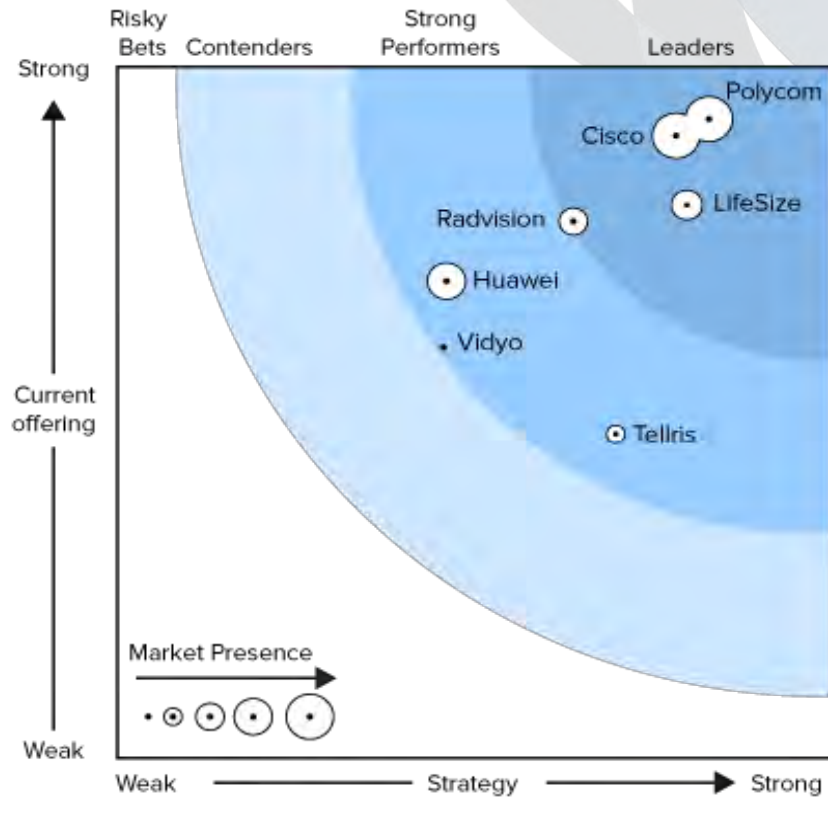 Risky
Bets
Contenders
Strong
Performers
Leaders
Strong
Polycom
Cisco
LifeSize
Radvision
Huawei
Vidyo
Current
offering
Tellris
Market Presence
Weak
Weak
Strategy
Strong